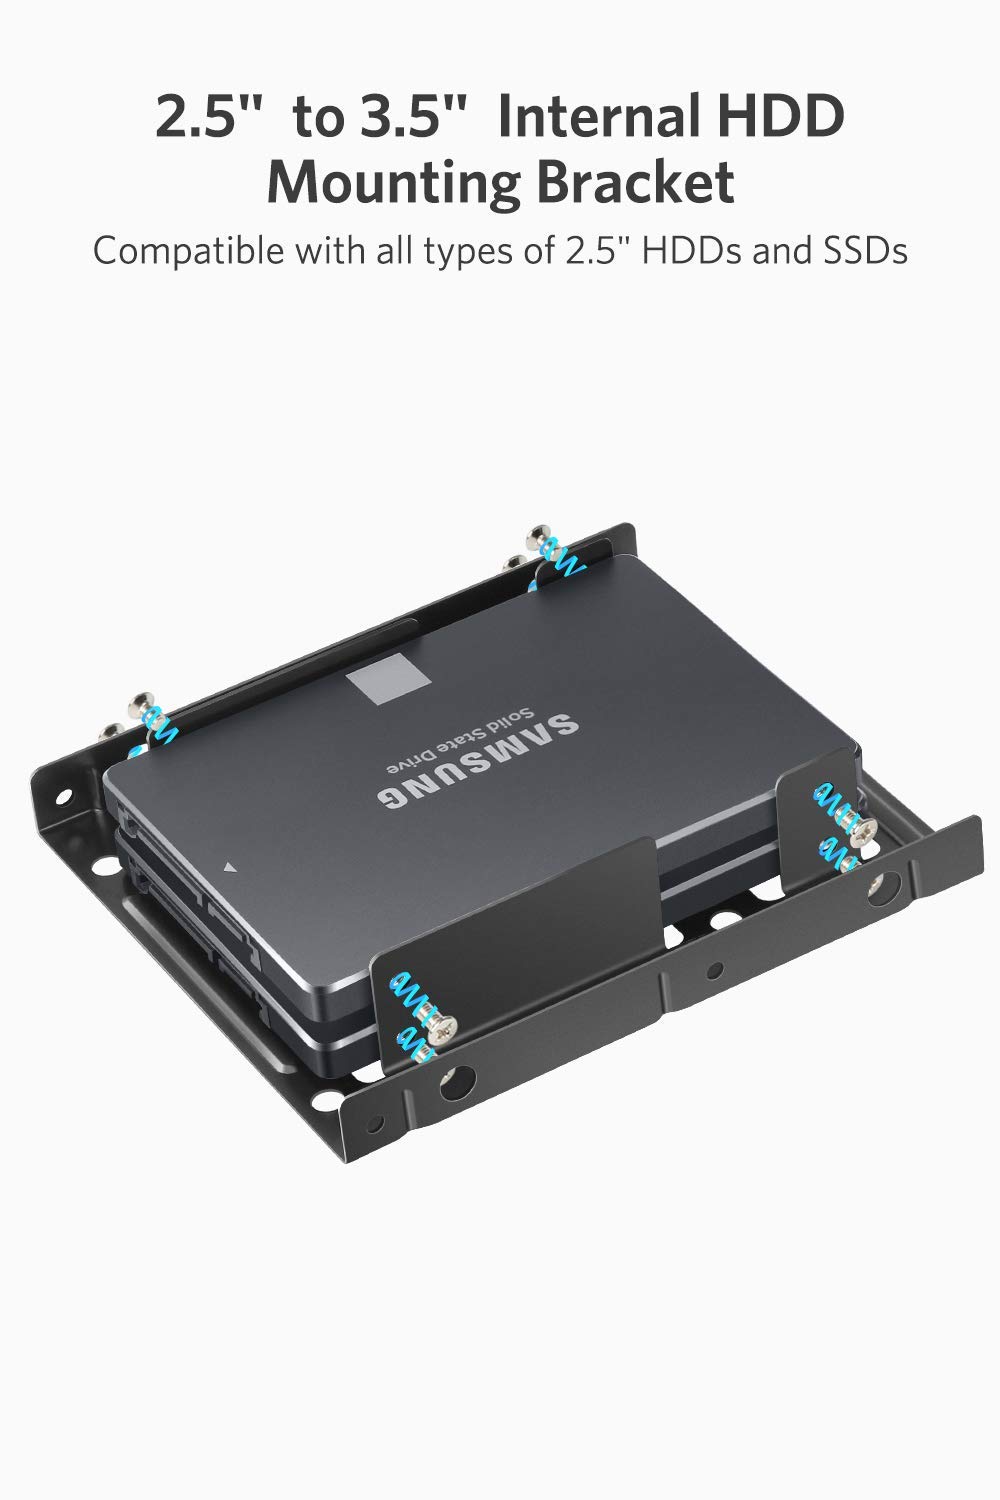 2.5" to 3.5" Internal HDD
Mounting Bracket
Compatible with all types of 2.5" HDDs and SSDs
SAMSUNG
Solid State Drive